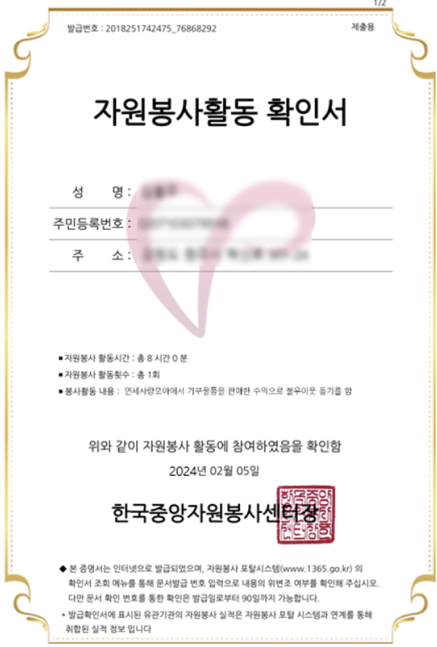 1/2
발급번호 : 2018251742475_76868292
제출용
자원봉사활동 확인서
성 명 :
주민등록번호 :
주 소 :
■ 자원봉사 활동시간 : 총 8 시간 0 분
■ 자원봉사 활동횟수 : 총 1회
■ 봉사활동 내용 : 연세사랑모아에서 기부물품을 판매한 수익으로 불우이웃 돕기를 함
위와 같이 자원봉사 활동에 참여하였음을 확인함
2024년 02월 05일
한국중앙자원봉사센터장
◆ 본 증명서는 인터넷으로 발급되었으며, 자원봉사 포탈시스템(www.1365.go.kr) 의
확인서 조회 메뉴를 통해 문서발급 번호 입력으로 내용의 위변조 여부를 확인해 주십시오.
다만 문서 확인 번호를 통한 확인은 발급일로부터 90일까지 가능합니다.
* 발급확인서에 표시된 유관기관의 자원봉사 실적은 자원봉사 포탈 시스템과 연계를 통해
취합된 실적 정보 입니다